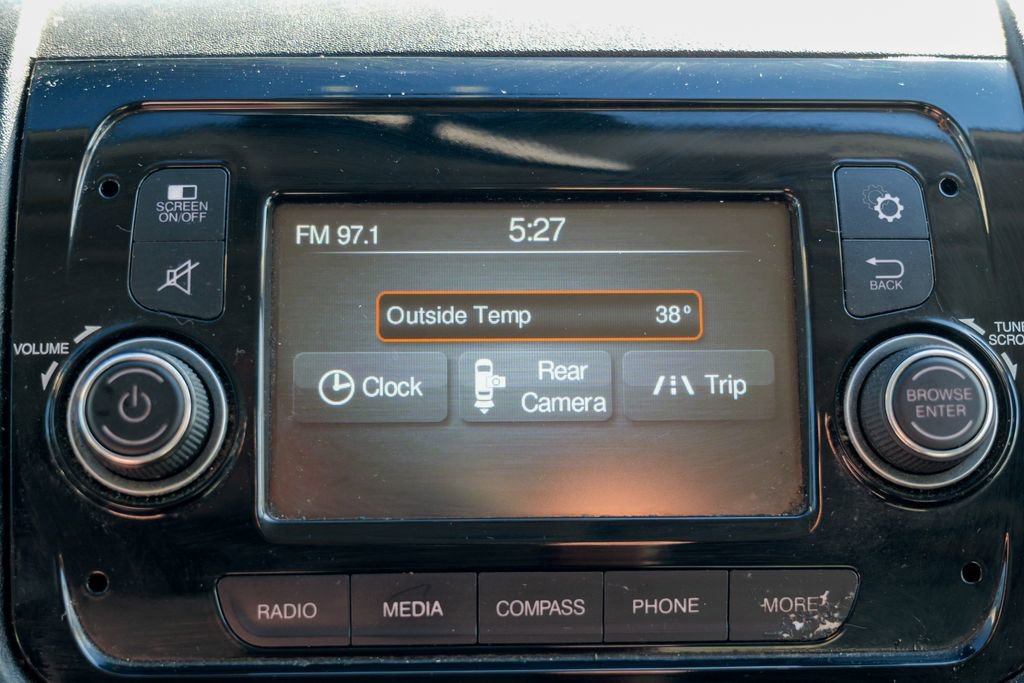 SCREEN
ON/OFF
FM 97.1
5:27
BACK
VOLUME
TUNE
Outside Temp 38°
Clock
Rear
Camera
Trip
BROWSE
ENTER
RADIO
MEDIA
COMPASS
PHONE
MORE